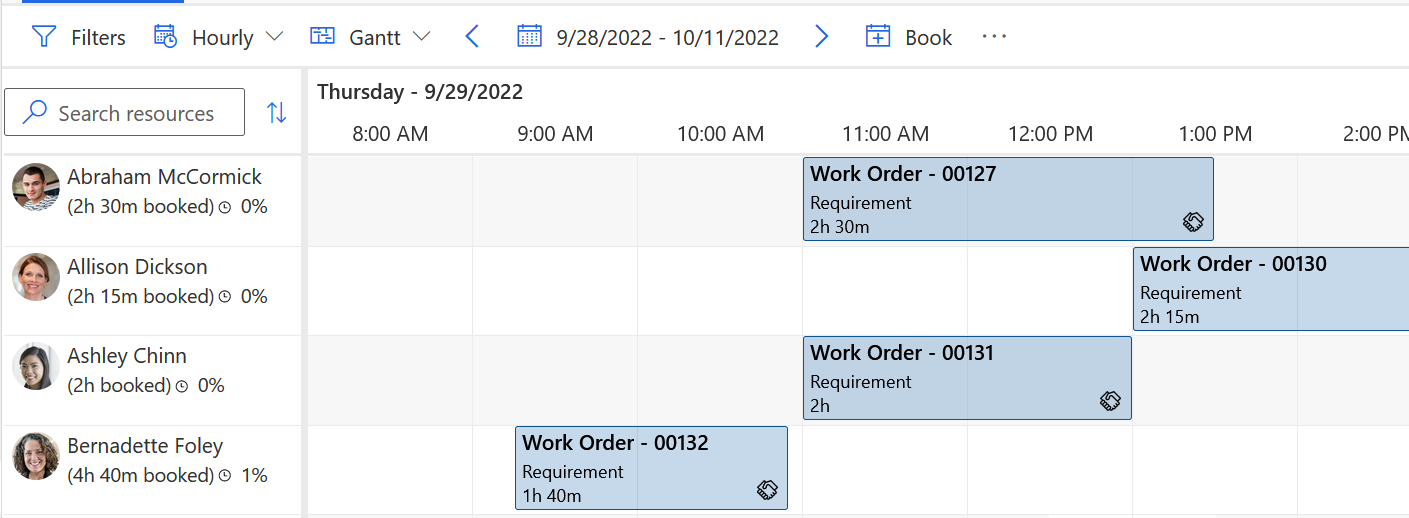 Filters Hourly Gantt 9/28/2022 - 10/11/2022 Book ...
Search resources
Thursday - 9/29/2022
8:00 AM 9:00 AM 10:00 AM 11:00 AM 12:00 PM 1:00 PM 2:00 PM
Abraham McCormick
(2h 30m booked) 0%
Work Order - 00127
Requirement
2h 30m
Allison Dickson
(2h 15m booked) 0%
Work Order - 00130
Requirement
2h 15m
Ashley Chinn
(2h booked) 0%
Work Order - 00131
Requirement
2h
Bernadette Foley
(4h 40m booked) 1%
Work Order - 00132
Requirement
1h 40m